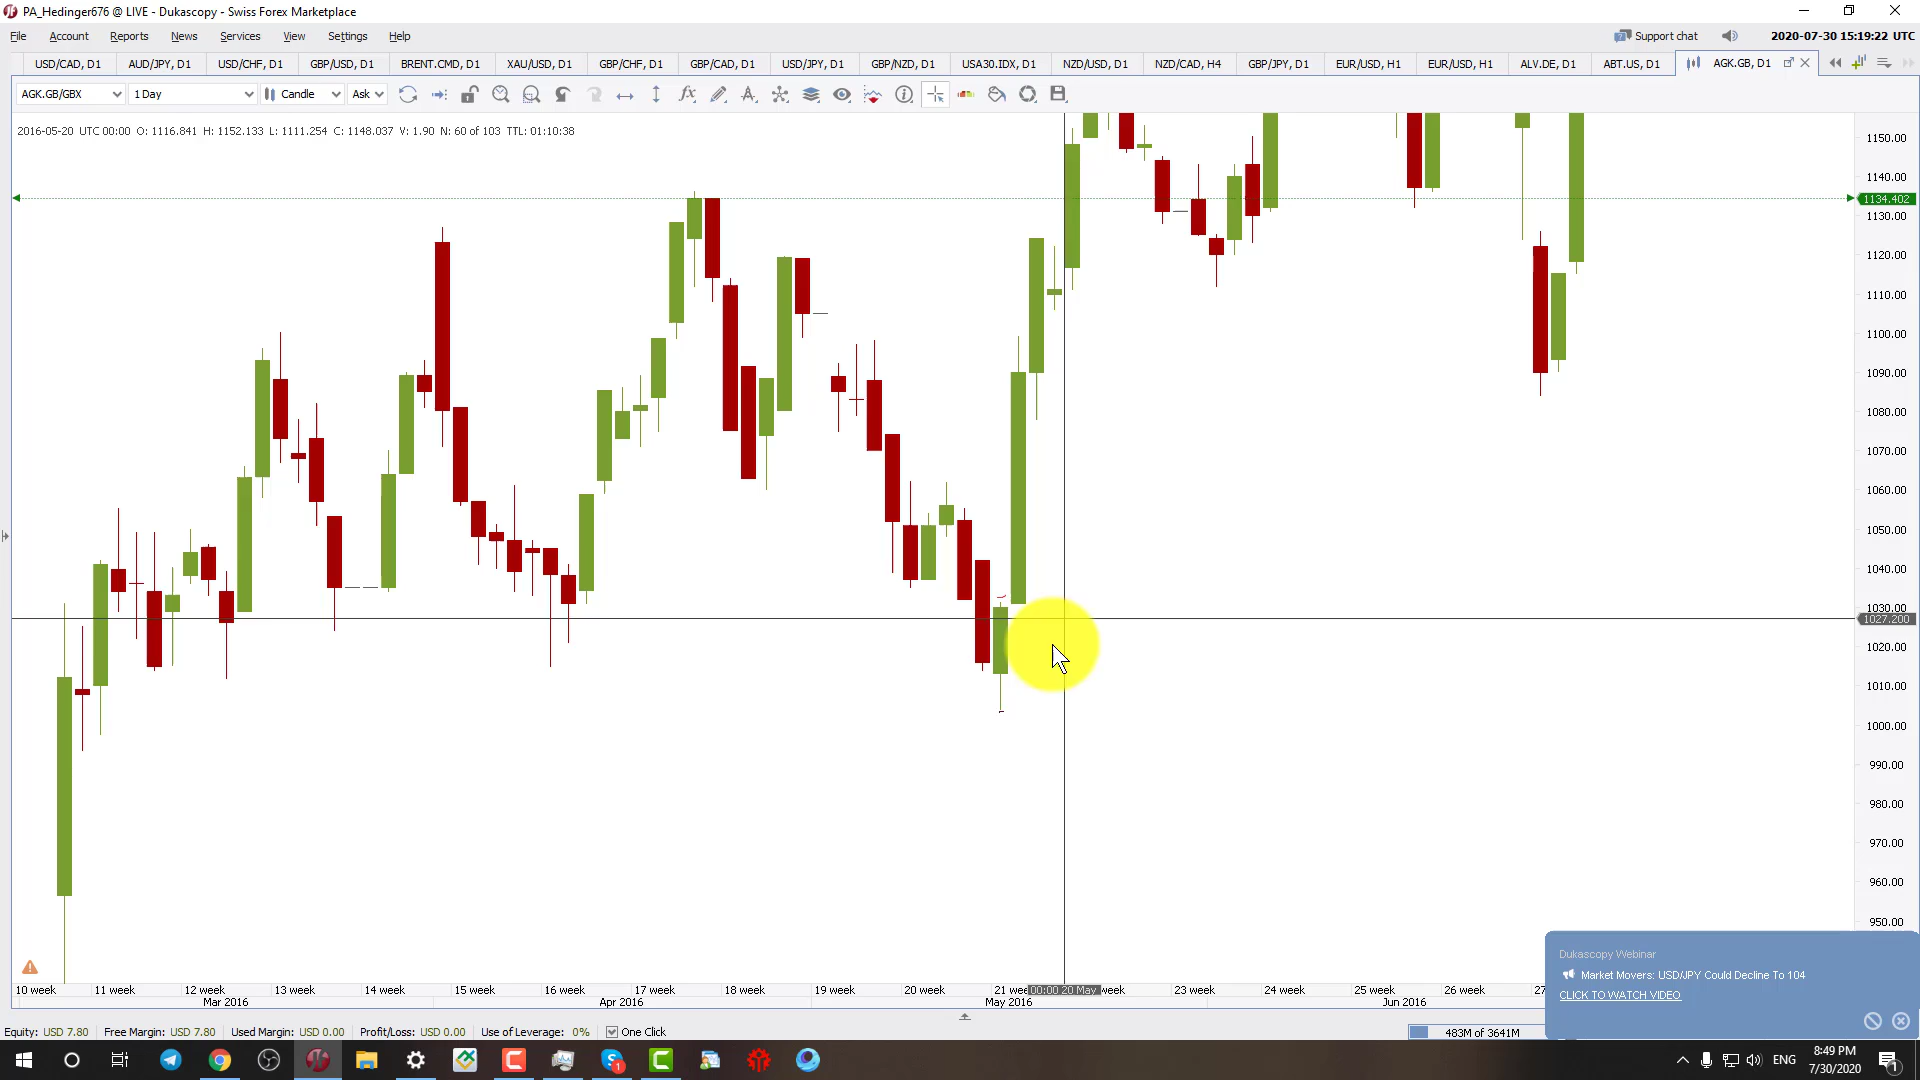 PA_Hedinger676 @ LIVE - Dukascopy - Swiss Forex Marketplace
File Account Reports News Services View Settings Help Support chat 2020-07-30 15:19:22 UTC
USD/CAD, D1 AUD/JPY, D1 USD/CHF, D1 GBP/USD, D1 BRENT.CMD, D1 XAU/USD, D1 GBP/CHF, D1 GBP/CAD, D1 USD/JPY, D1 GBP/NZD, D1 USA30.IDX, D1 NZD/USD, D1 NZD/CAD, H4 GBP/JPY, D1 EUR/USD, H1 EUR/USD, H1 ALV.DE, D1 ABT.US, D1 AGK.GB, D1
AGK.GB/GBX 1 Day Candle Ask
2016-05-20 UTC 00:00 O: 1116.841 H: 1152.133 L: 1111.254 C: 1148.037 V: 1.90 N: 60 of 103 TTL: 01:10:38
1150.00
1140.00
1134.402
1130.00
1120.00
1110.00
1100.00
1090.00
1080.00
1070.00
1060.00
1050.00
1040.00
1030.00
1027.200
1020.00
1010.00
1000.00
990.00
980.00
970.00
960.00
950.00
Dukascopy Webinar
Market Movers: USD/JPY Could Decline To 104
CLICK TO WATCH VIDEO
10 week 11 week 12 week 13 week 14 week 15 week 16 week 17 week 18 week 19 week 20 week 21 wee 00:00 20 May week 23 week 24 week 25 week 26 week 27
Mar 2016 Apr 2016 May 2016 Jun 2016
Equity: USD 7.80 Free Margin: USD 7.80 Used Margin: USD 0.00 Profit/Loss: USD 0.00 Use of Leverage: 0% One Click 483M of 3641M
1 ENG 8:49 PM 1
7/30/2020